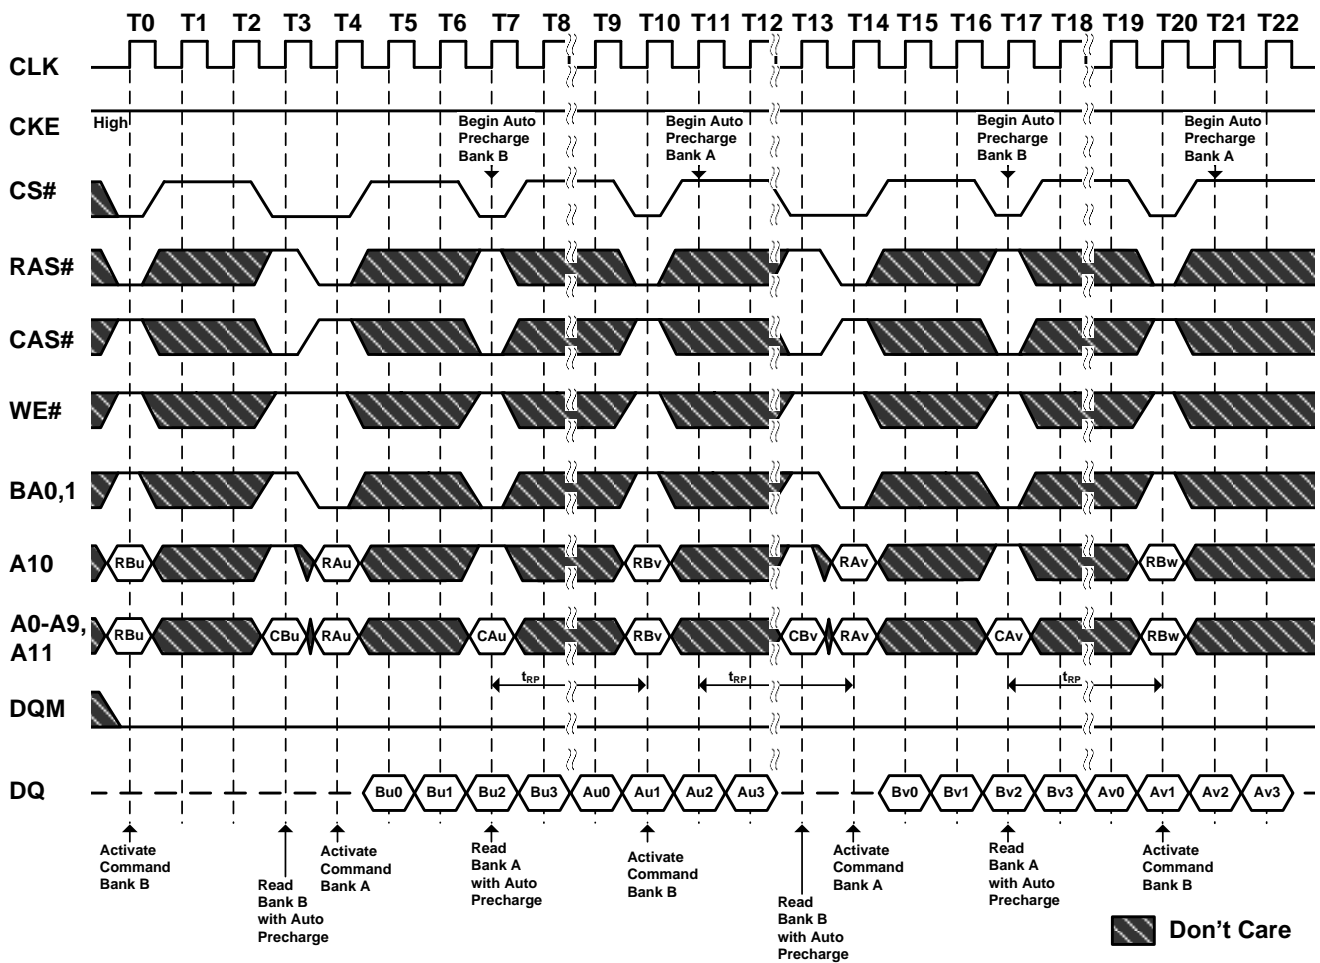 T0 T1 T2 T3 T4 T5 T6 T7 T8 T9 T10 T11 T12 T13 T14 T15 T16 T17 T18 T19 T20 T21 T22
CLK
CKE
High
Begin Auto
Precharge
Bank B
Begin Auto
Precharge
Bank A
Begin Auto
Precharge
Bank B
Begin Auto
Precharge
Bank A
CS#
RAS#
CAS#
WE#
BA0,1
A10
RBu RAu RBv RAv RBw
A0-A9,
A11
RBu CBu RAu CAu RBv CBv RAv CAv RBw
tRP tRP tRP
DQM
DQ
Bu0 Bu1 Bu2 Bu3 Au0 Au1 Au2 Au3 Bv0 Bv1 Bv2 Bv3 Av0 Av1 Av2 Av3
Activate
Command
Bank B
Read
Bank B
with Auto
Precharge
Activate
Command
Bank A
Read
Bank A
with Auto
Precharge
Activate
Command
Bank B
Read
Bank B
with Auto
Precharge
Activate
Command
Bank A
Read
Bank A
with Auto
Precharge
Activate
Command
Bank B
Don't Care